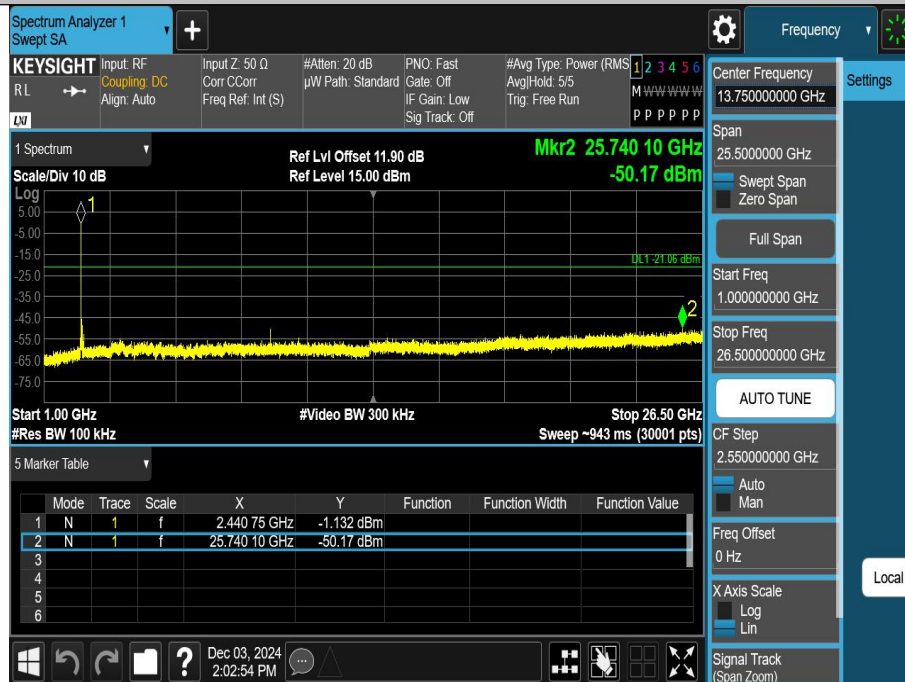 Spectrum Analyzer 1
Swept SA
+
Frequency
KEYSIGHT
RL
LXI
Input: RF
Coupling: DC
Align: Auto
Input Z: 50 Ω
Corr CCorr
Freq Ref: Int (S)
#Atten: 20 dB
µW Path: Standard
PNO: Fast
Gate: Off
IF Gain: Low
Sig Track: Off
#Avg Type: Power (RMS
Avg|Hold: 5/5
Trig: Free Run
1 2 3 4 5 6
M W W W W W
P P P P P P
1 Spectrum
Scale/Div 10 dB
Ref Lvl Offset 11.90 dB
Ref Level 15.00 dBm
Mkr2 25.740 10 GHz
-50.17 dBm
Log
5.00
-5.00
-15.0
-25.0
-35.0
-45.0
-55.0
-65.0
-75.0
1
DL1 -21.06 dBm
2
Start 1.00 GHz
#Video BW 300 kHz
Stop 26.50 GHz
#Res BW 100 kHz
Sweep ~943 ms (30001 pts)
5 Marker Table
Mode Trace Scale X Y Function Function Width Function Value
1 N 1 f 2.440 75 GHz -1.132 dBm
2 N 1 f 25.740 10 GHz -50.17 dBm
3
4
5
6
?
Dec 03, 2024
2:02:54 PM
Center Frequency
13.750000000 GHz
Settings
Span
25.5000000 GHz
Swept Span
Zero Span
Full Span
Start Freq
1.000000000 GHz
Stop Freq
26.500000000 GHz
AUTO TUNE
CF Step
2.550000000 GHz
Auto
Man
Freq Offset
0 Hz
Local
X Axis Scale
Log
Lin
Signal Track
(Span Zoom)